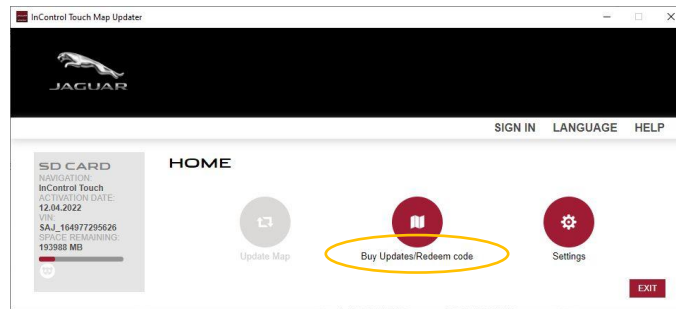 InControl Touch Map Updater
JAGUAR
SIGN IN LANGUAGE HELP
SD CARD
NAVIGATION:
InControl Touch
ACTIVATION DATE:
12.04.2022
VIN:
SAJ_164977295626
SPACE REMAINING:
193988 MB
HOME
Update Map
Buy Updates/Redeem code
Settings
EXIT